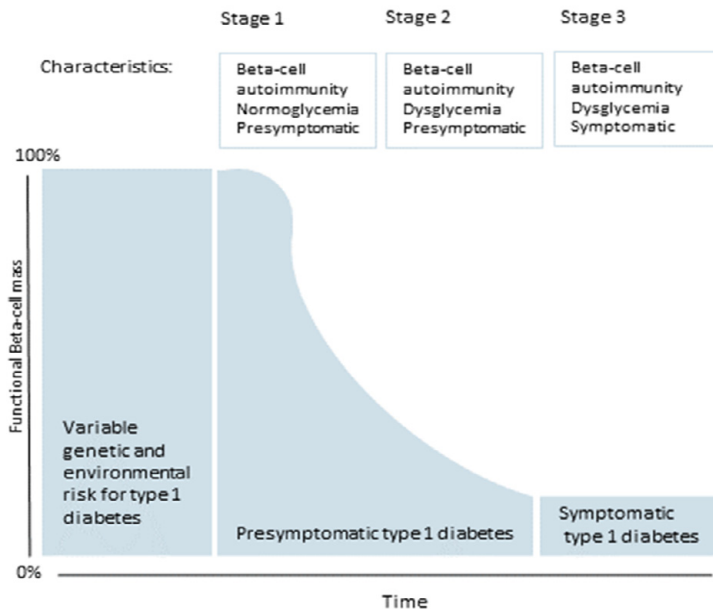 Stage 1
Stage 2
Stage 3
Characteristics:
Beta-cell
autoimmunity
Normoglycemia
Presymptomatic
Beta-cell
autoimmunity
Dysglycemia
Presymptomatic
Beta-cell
autoimmunity
Dysglycemia
Symptomatic
100%
Functional Beta-cell mass
Variable
genetic and
environmental
risk for type 1
diabetes
Presymptomatic type 1 diabetes
Symptomatic
type 1 diabetes
0%
Time